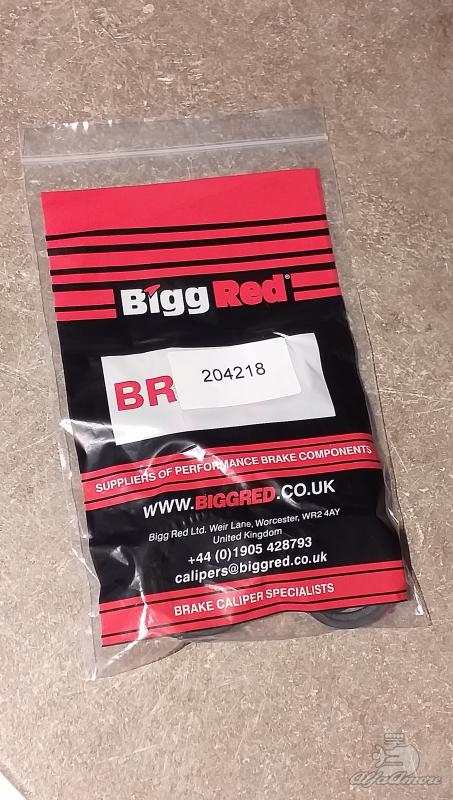 Bigg Red®
BR 204218
SUPPLIERS OF PERFORMANCE BRAKE COMPONENTS
WWW.BIGGRED.CO.UK
Bigg Red Ltd. Weir Lane, Worcester, WR2 4AY
United Kingdom
+44 (0)1905 428793
calipers@biggred.co.uk
BRAKE CALIPER SPECIALISTS
AlfaAmore